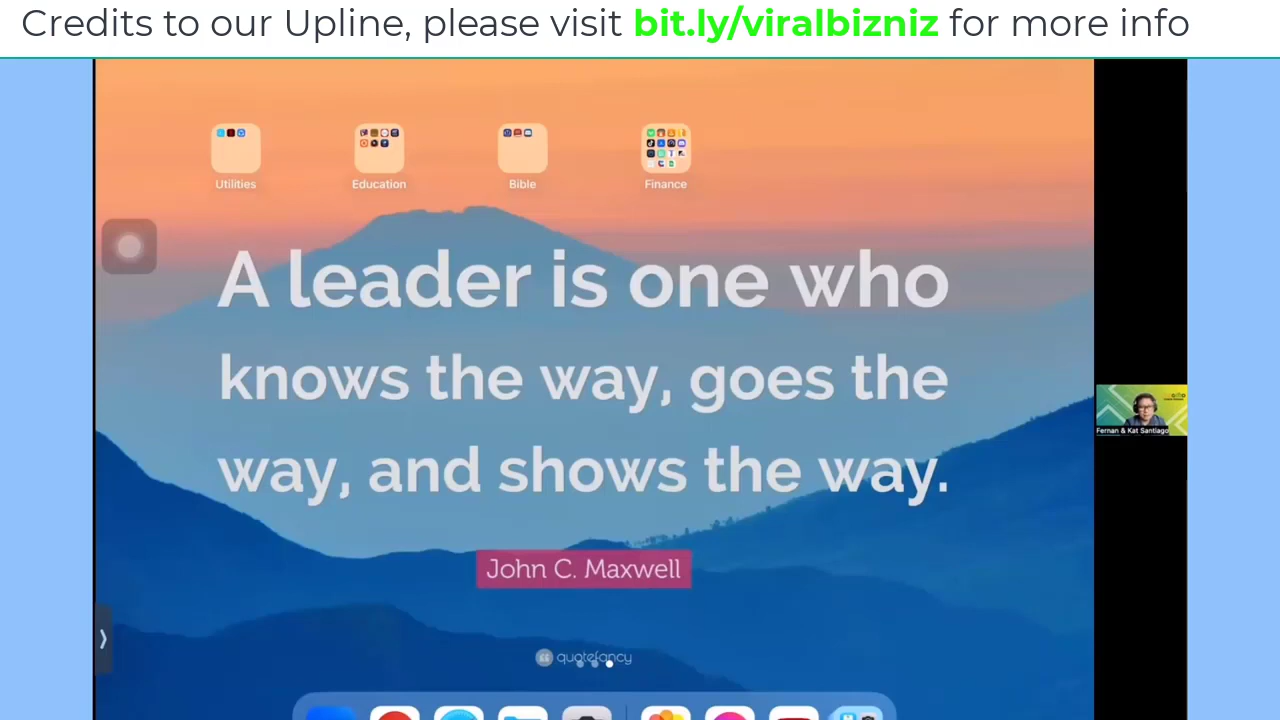 Credits to our Upline, please visit bit.ly/viralbizniz for more info
Utilities Education Bible Finance
A leader is one who
knows the way, goes the
way, and shows the way.
Fernan & Kat Santiago
John C. Maxwell
quotefancy